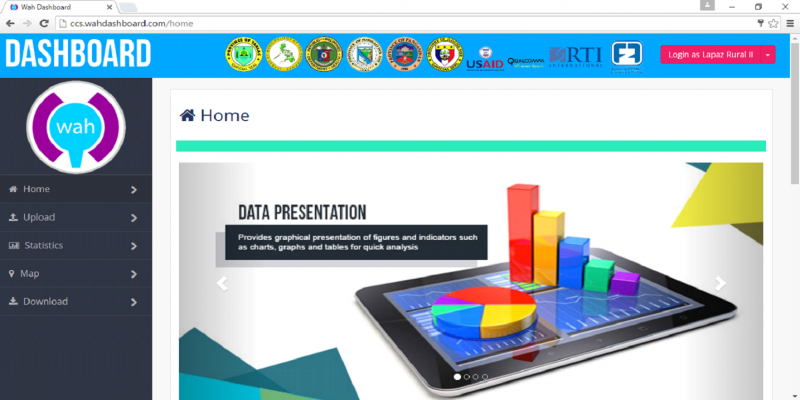 Wah Dashboard
ccs.wahdashboard.com/home
DASHBOARD
USAID
QUALCOMM
RTI
INTERNATIONAL
Login as Lapaz Rural II
wah
Home
Home
Upload
Statistics
Map
Download
DATA PRESENTATION
Provides graphical presentation of figures and indicators such
as charts, graphs and tables for quick analysis